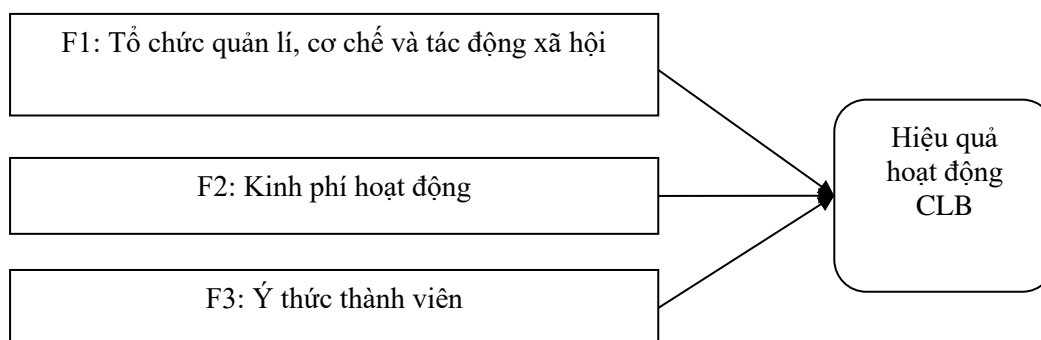 F1: Tổ chức quản lí, cơ chế và tác động xã hội
F2: Kinh phí hoạt động
F3: Ý thức thành viên
Hiệu quả
hoạt động
CLB